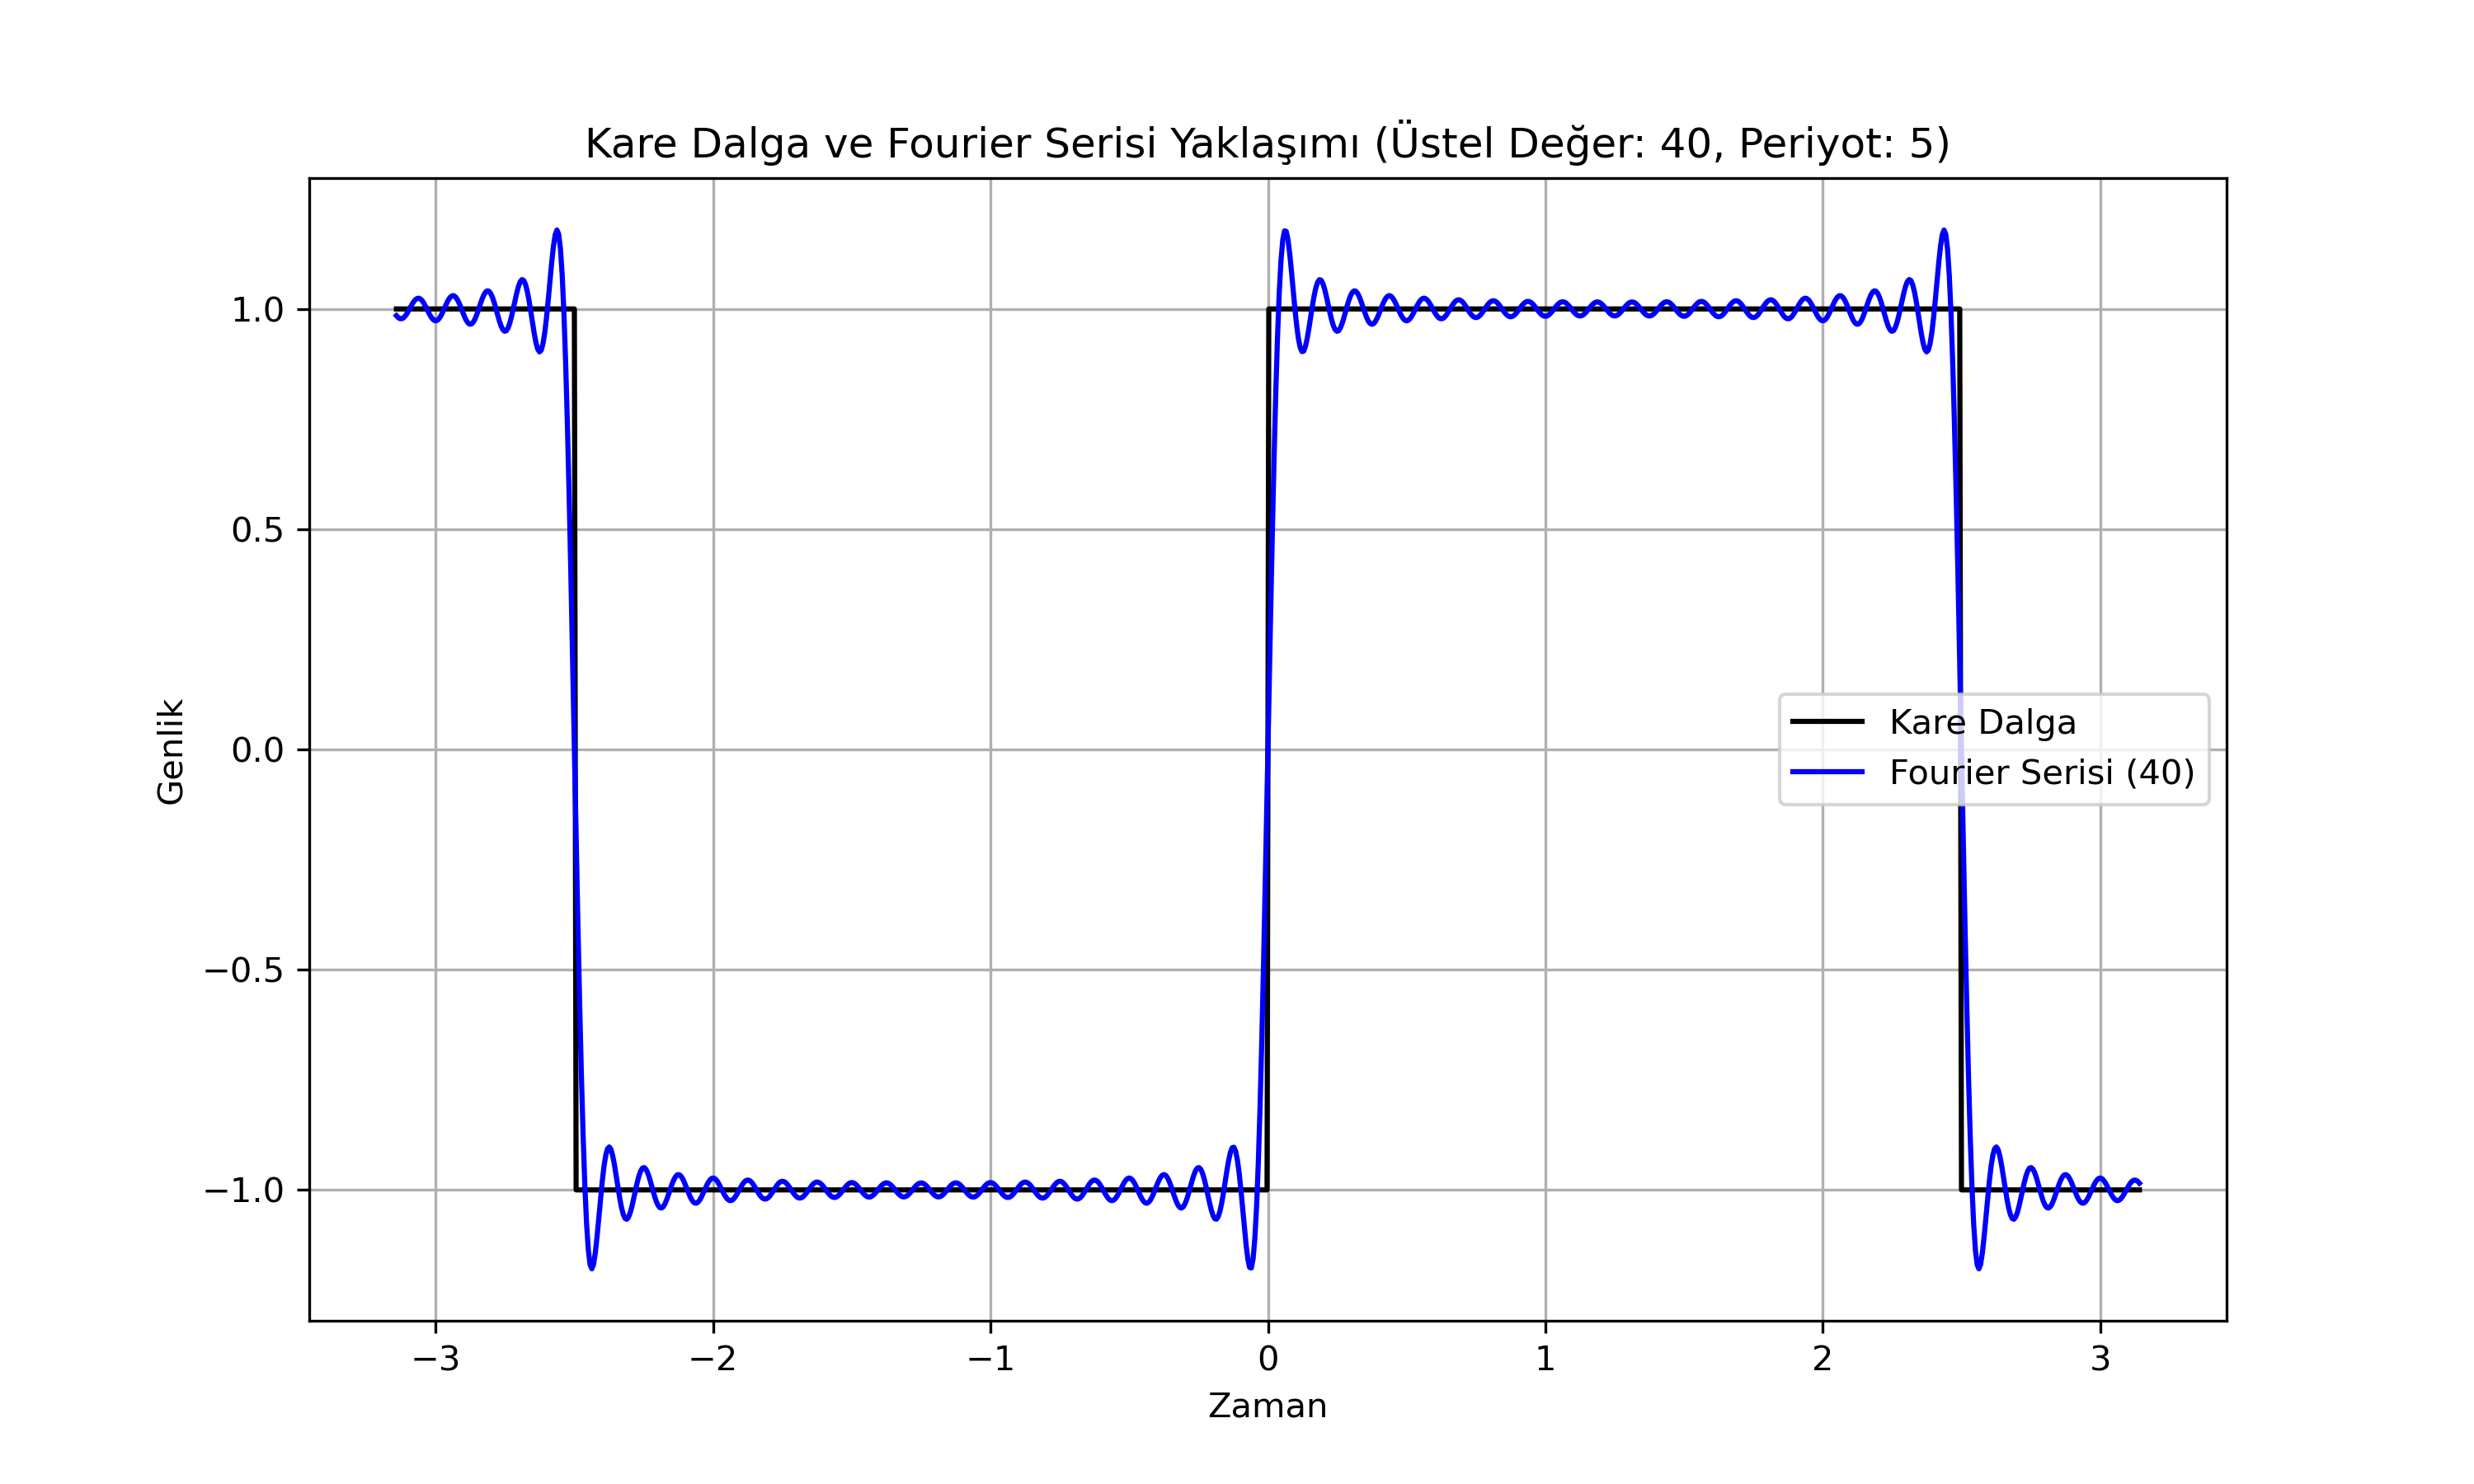 Kare Dalga ve Fourier Serisi Yaklaşımı (Üstel Değer: 40, Periyot: 5)
1.0
0.5
0.0
−0.5
−1.0
Genlik
Kare Dalga
Fourier Serisi (40)
−3 −2 −1 0 1 2 3
Zaman